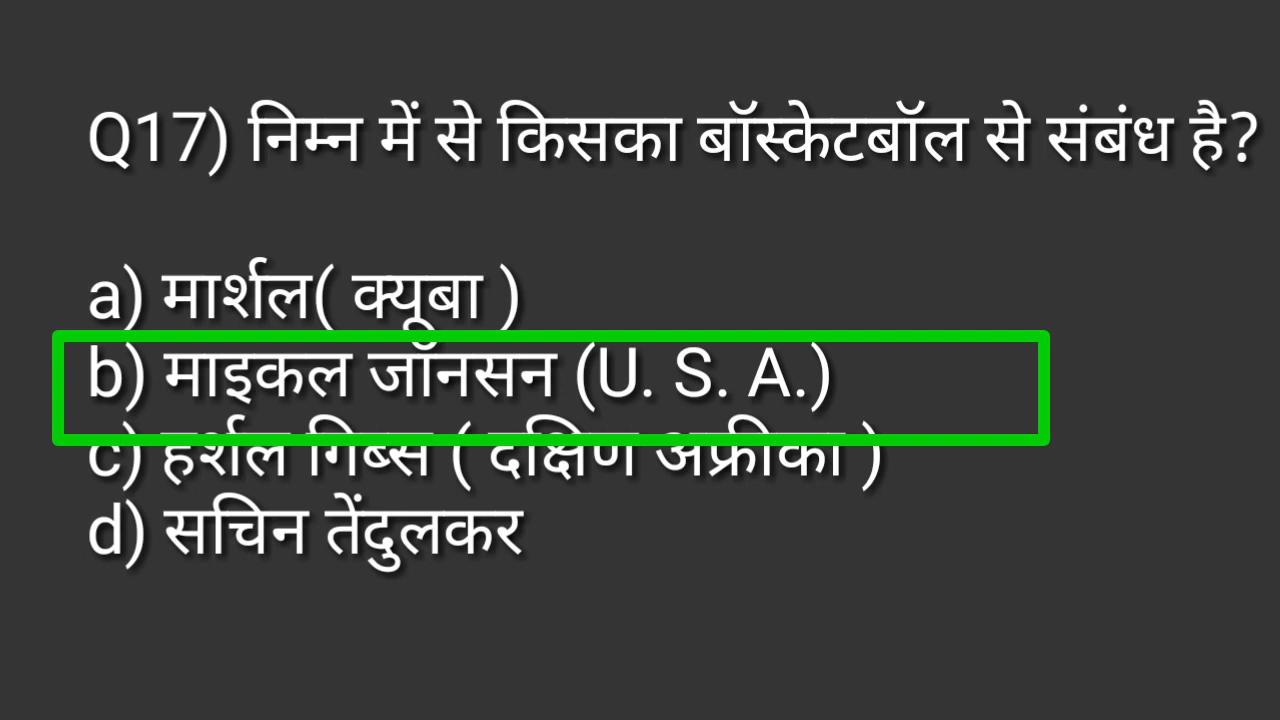 Q17) निम्न में से किसका बॉस्केटबॉल से संबंध है?
a) मार्शल( क्यूबा )
b) माइकल जॉनसन (U. S. A.)
c) हर्शल गिब्स ( दक्षिण अफ्रीका )
d) सचिन तेंदुलकर